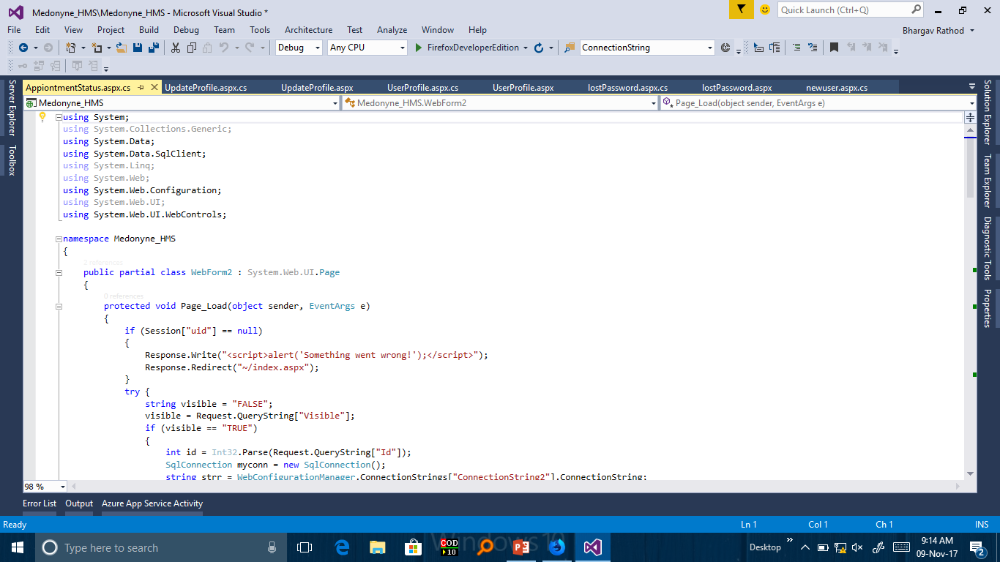 Medonyne_HMS\Medonyne_HMS - Microsoft Visual Studio *
Quick Launch (Ctrl+Q)
File Edit View Project Build Debug Team Tools Architecture Test Analyze Window Help
Bhargav Rathod
Debug Any CPU FirefoxDeveloperEdition ConnectionString
AppiontmentStatus.aspx.cs UpdateProfile.aspx.cs UpdateProfile.aspx UserProfile.aspx.cs UserProfile.aspx lostPassword.aspx.cs lostPassword.aspx newuser.aspx.cs
Medonyne_HMS Medonyne_HMS.WebForm2 Page_Load(object sender, EventArgs e)
Server Explorer
Toolbox
using System;
using System.Collections.Generic;
using System.Data;
using System.Data.SqlClient;
using System.Linq;
using System.Web;
using System.Web.Configuration;
using System.Web.UI;
using System.Web.UI.WebControls;
namespace Medonyne_HMS
{
2 references
public partial class WebForm2 : System.Web.UI.Page
{
0 references
protected void Page_Load(object sender, EventArgs e)
{
if (Session["uid"] == null)
{
Response.Write("<script>alert('Something went wrong!');</script>");
Response.Redirect("~/index.aspx");
}
try {
string visible = "FALSE";
visible = Request.QueryString["Visible"];
if (visible == "TRUE")
{
int id = Int32.Parse(Request.QueryString["Id"]);
SqlConnection myconn = new SqlConnection();
string strr = WebConfigurationManager.ConnectionStrings["ConnectionString2"].ConnectionString;
Solution Explorer
Team Explorer
Diagnostic Tools
Properties
98 %
Error List Output Azure App Service Activity
Ready Ln 1 Col 1 Ch 1 INS
Type here to search
COD
10
Windows 10
Desktop
9:14 AM
09-Nov-17
2